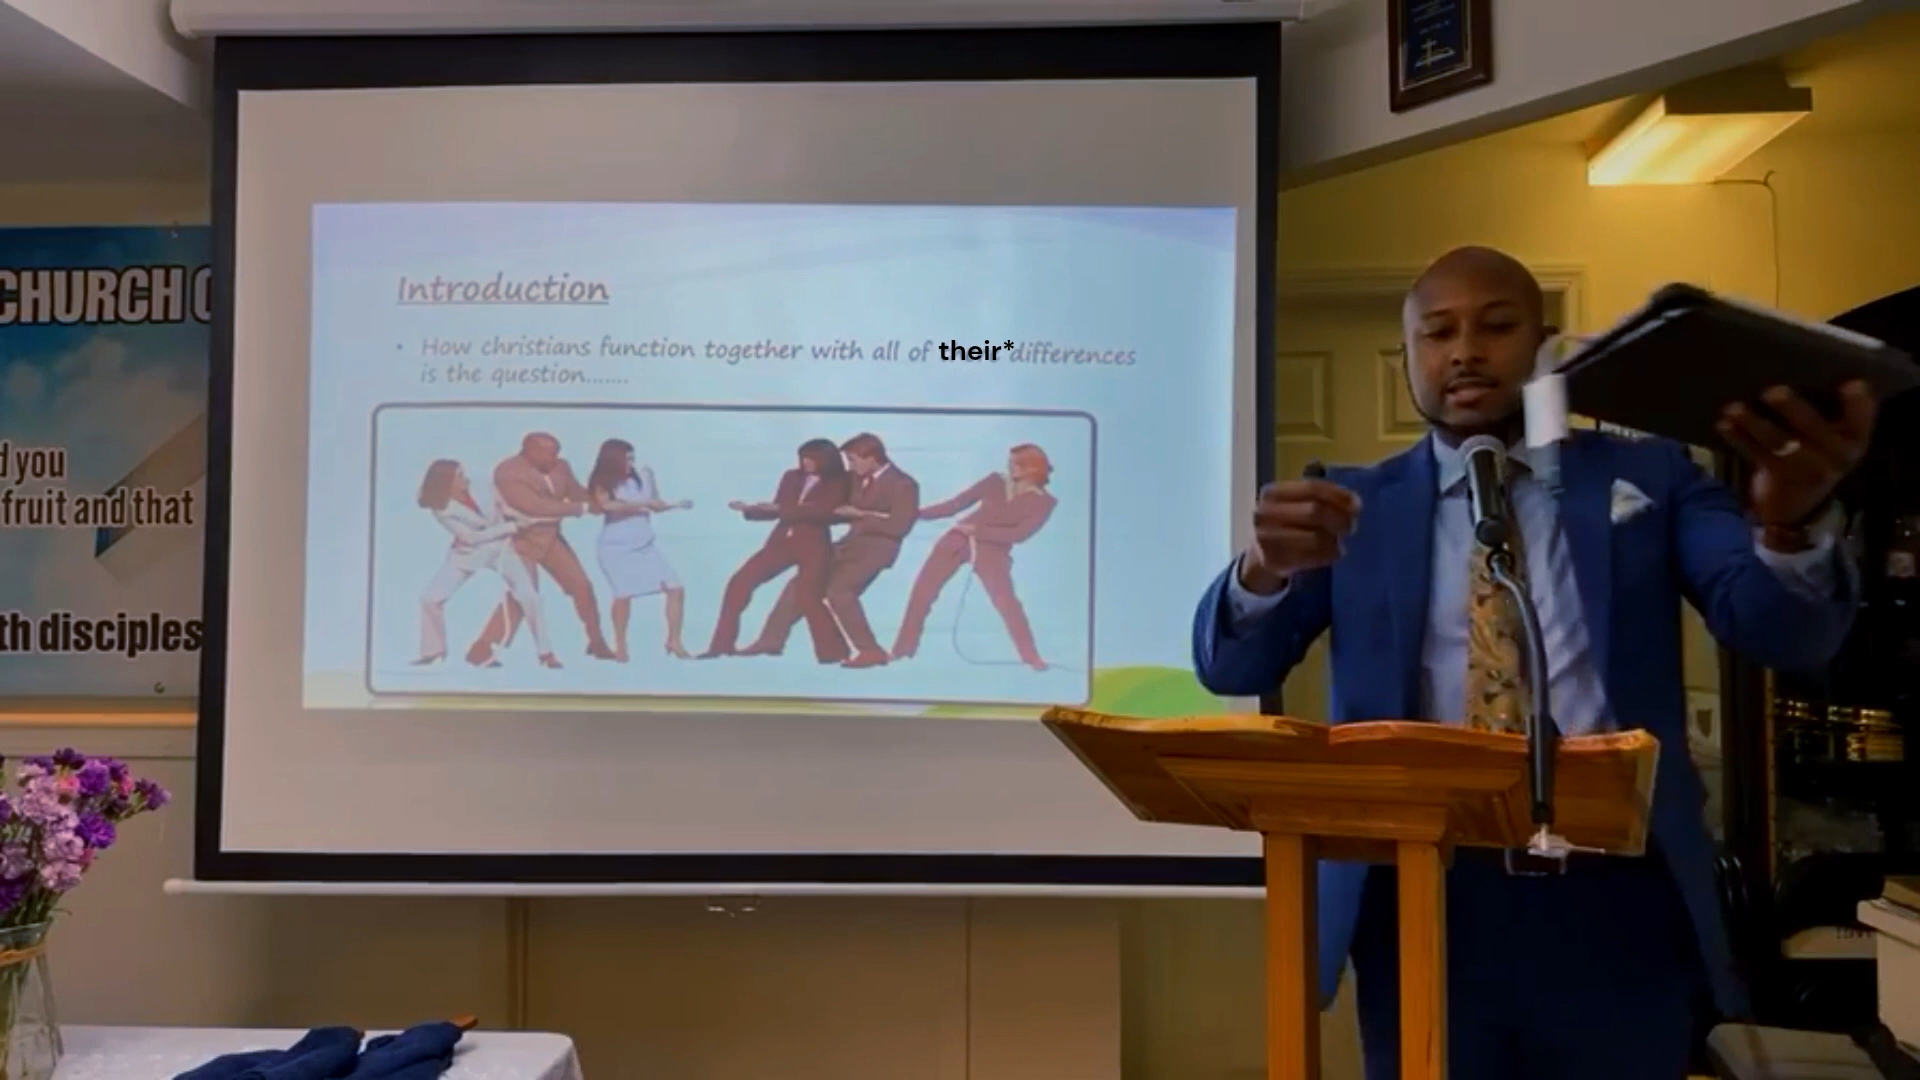 CHURCH
d you
fruit and that
th disciples
Introduction
• How christians function together with all of their* differences
is the question.......